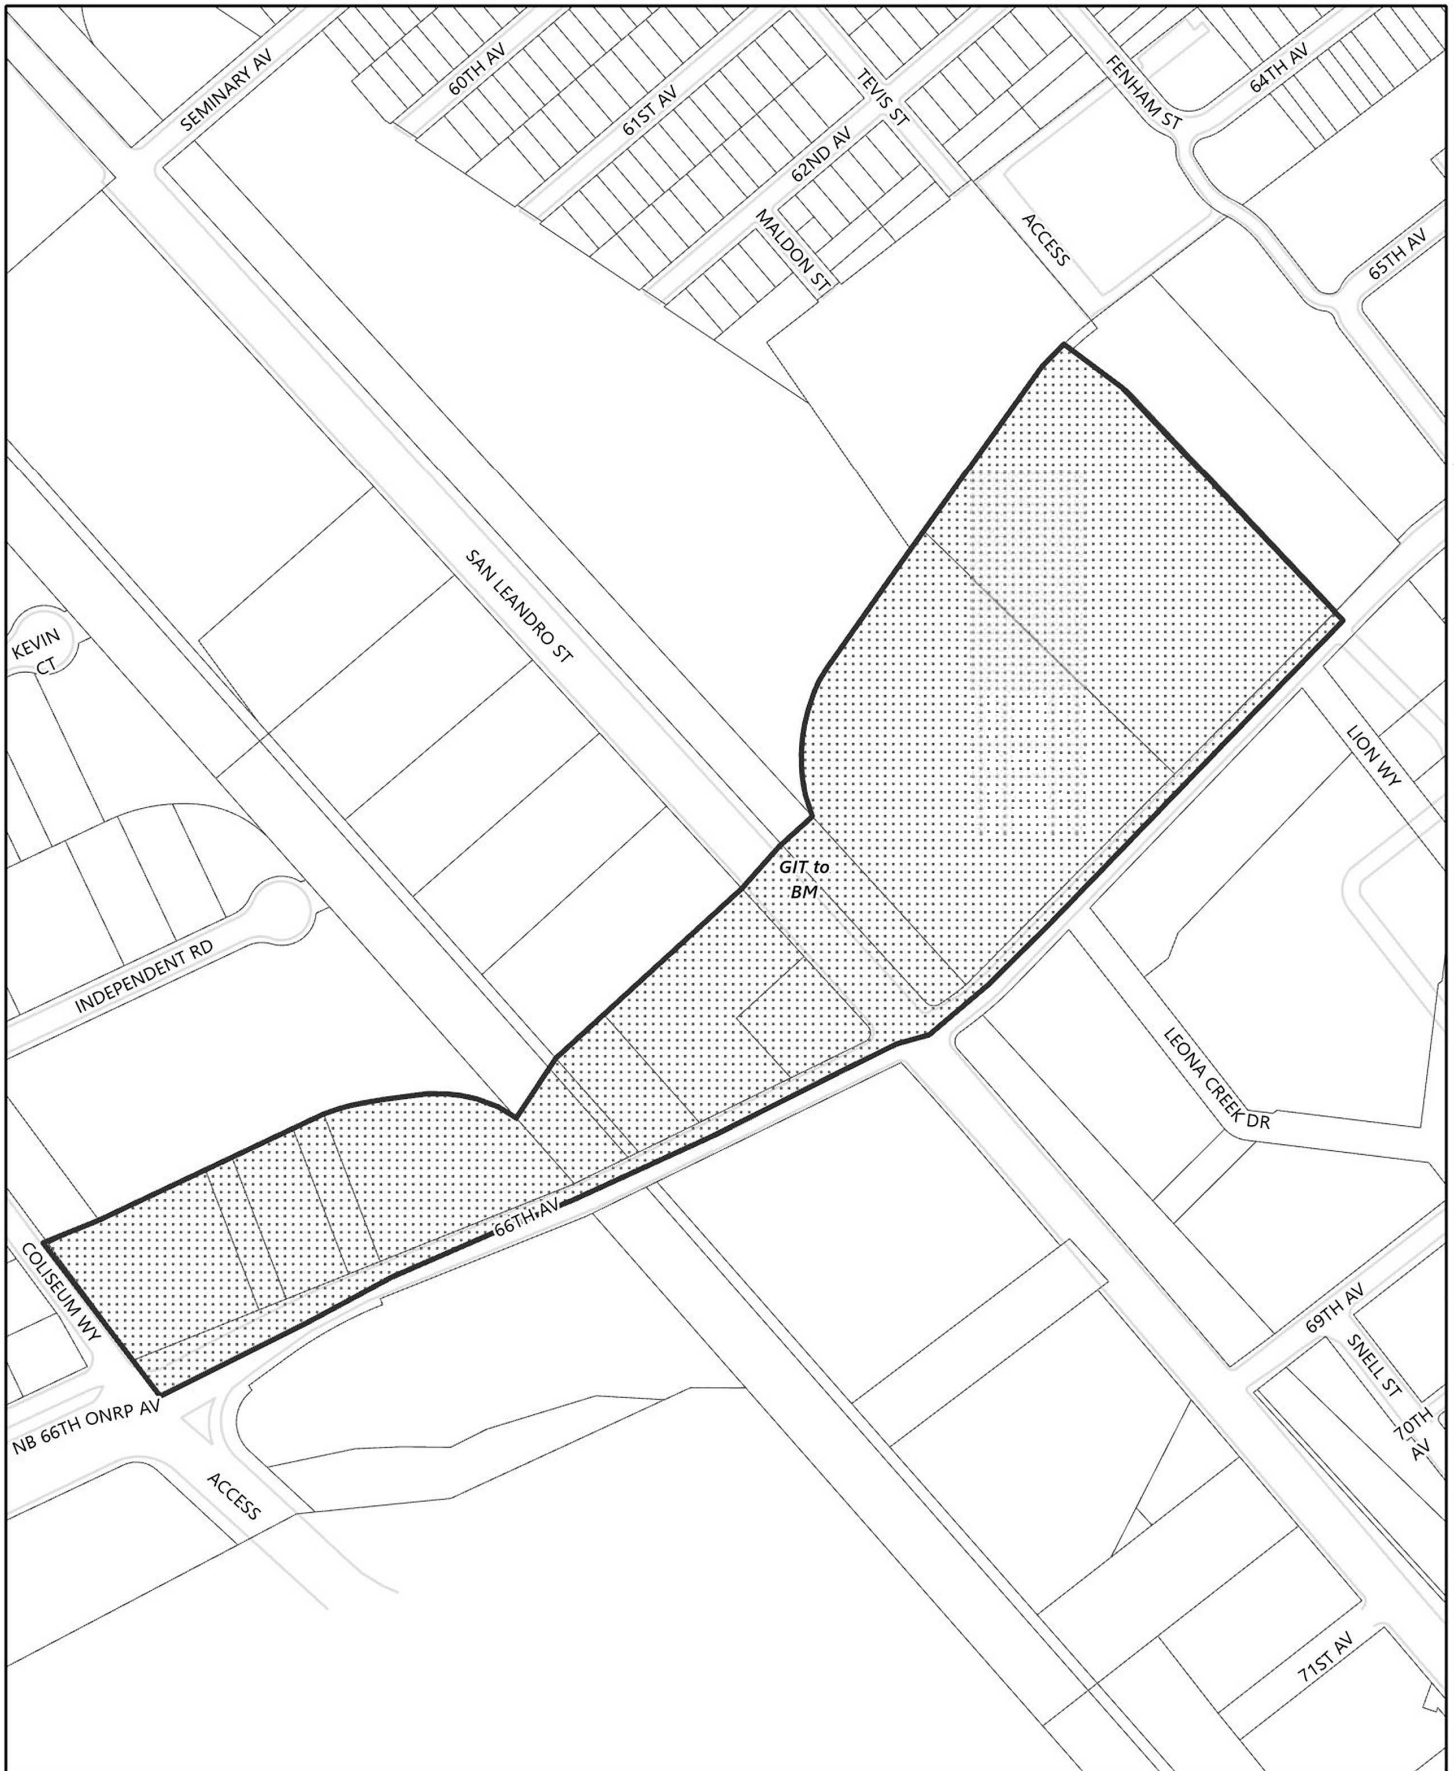 SEMINARY AV
60TH AV
61ST AV
TEVIS ST
62ND AV
FENHAM ST
64TH AV
MALDON ST
ACCESS
65TH AV
SAN LEANDRO ST
KEVIN
CT
LION WY
GIT to
BM
INDEPENDENT RD
LEONA CREEK DR
66TH AV
COLISEUM WY
69TH AV
SNELL ST
NB 66TH ONRP AV
70TH
AV
ACCESS
71ST AV